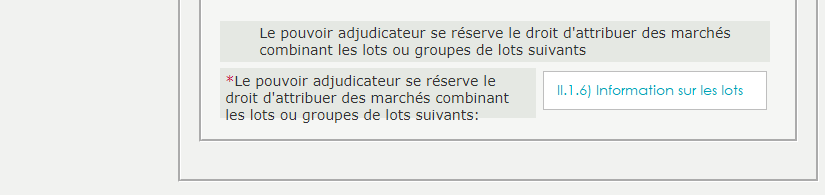 Le pouvoir adjudicateur se réserve le droit d'attribuer des marchés
combinant les lots ou groupes de lots suivants
*Le pouvoir adjudicateur se réserve le
droit d'attribuer des marchés combinant
les lots ou groupes de lots suivants:
II.1.6) Information sur les lots